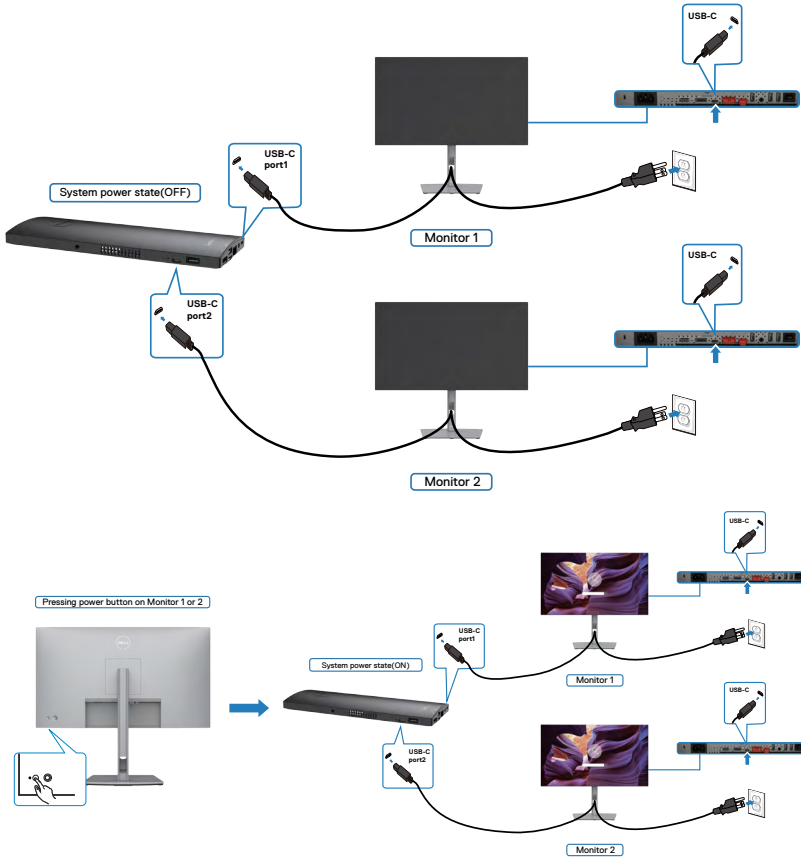 USB-C
USB-C
port1
System power state(OFF)
Monitor 1
USB-C
USB-C
port2
Monitor 2
USB-C
Pressing power button on Monitor 1 or 2
DELL
USB-C
port1
System power state(ON)
Monitor 1
USB-C
USB-C
port2
Monitor 2